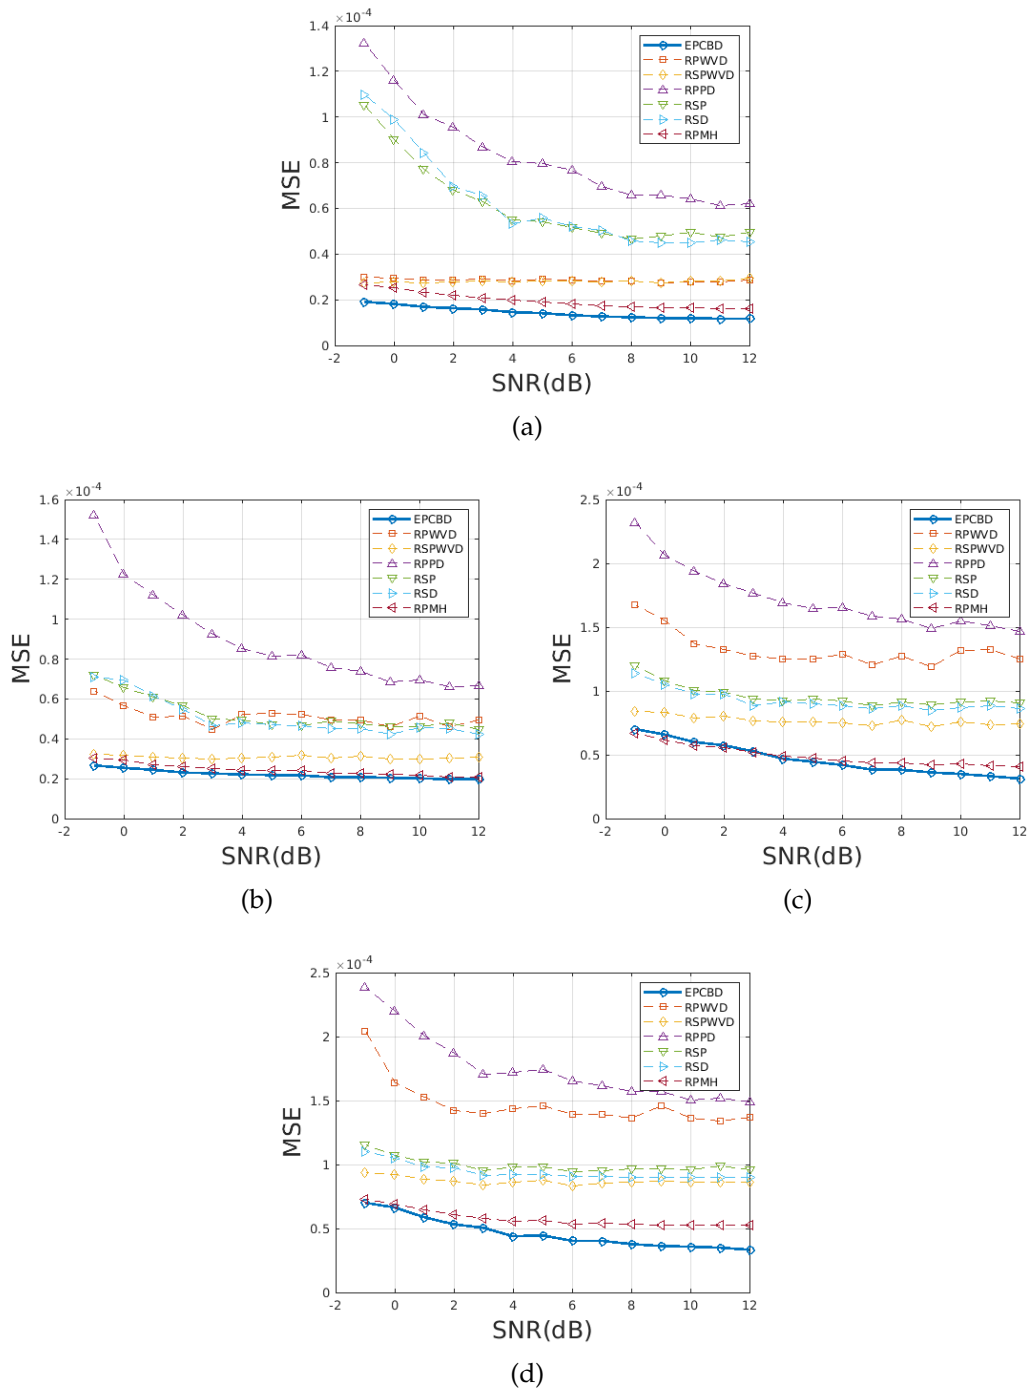 ×10-4
1.4
1.2
1
0.8
0.6
0.4
0.2
0
MSE
-2 0 2 4 6 8 10 12
SNR(dB)
EPCBD
RPWVD
RSPWVD
RPPD
RSP
RSD
RPMH
(a)
×10-4
1.6
1.4
1.2
1
0.8
0.6
0.4
0.2
0
MSE
-2 0 2 4 6 8 10 12
SNR(dB)
EPCBD
RPWVD
RSPWVD
RPPD
RSP
RSD
RPMH
(b)
×10-4
2.5
2
1.5
1
0.5
0
MSE
-2 0 2 4 6 8 10 12
SNR(dB)
EPCBD
RPWVD
RSPWVD
RPPD
RSP
RSD
RPMH
(c)
×10-4
2.5
2
1.5
1
0.5
0
MSE
-2 0 2 4 6 8 10 12
SNR(dB)
EPCBD
RPWVD
RSPWVD
RPPD
RSP
RSD
RPMH
(d)